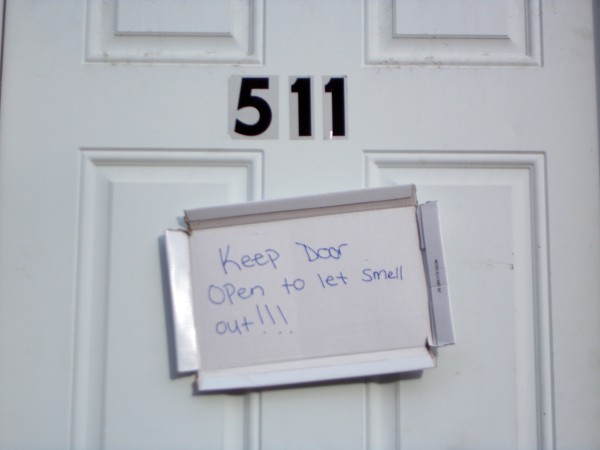 511
Keep Door
Open to let smell
out!!!